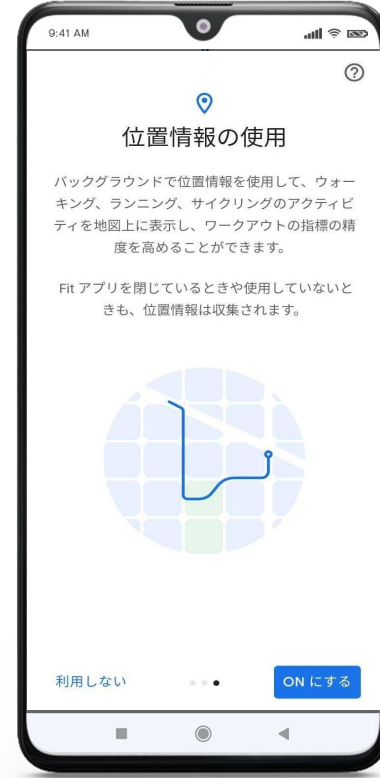 9:41 AM
位置情報の使用
バックグラウンドで位置情報を使用して、ウォー
キング、ランニング、サイクリングのアクティビ
ティを地図上に表示し、ワークアウトの指標の精
度を高めることができます。
Fit アプリを閉じているときや使用していないと
きも、位置情報は収集されます。
利用しない
ON にする